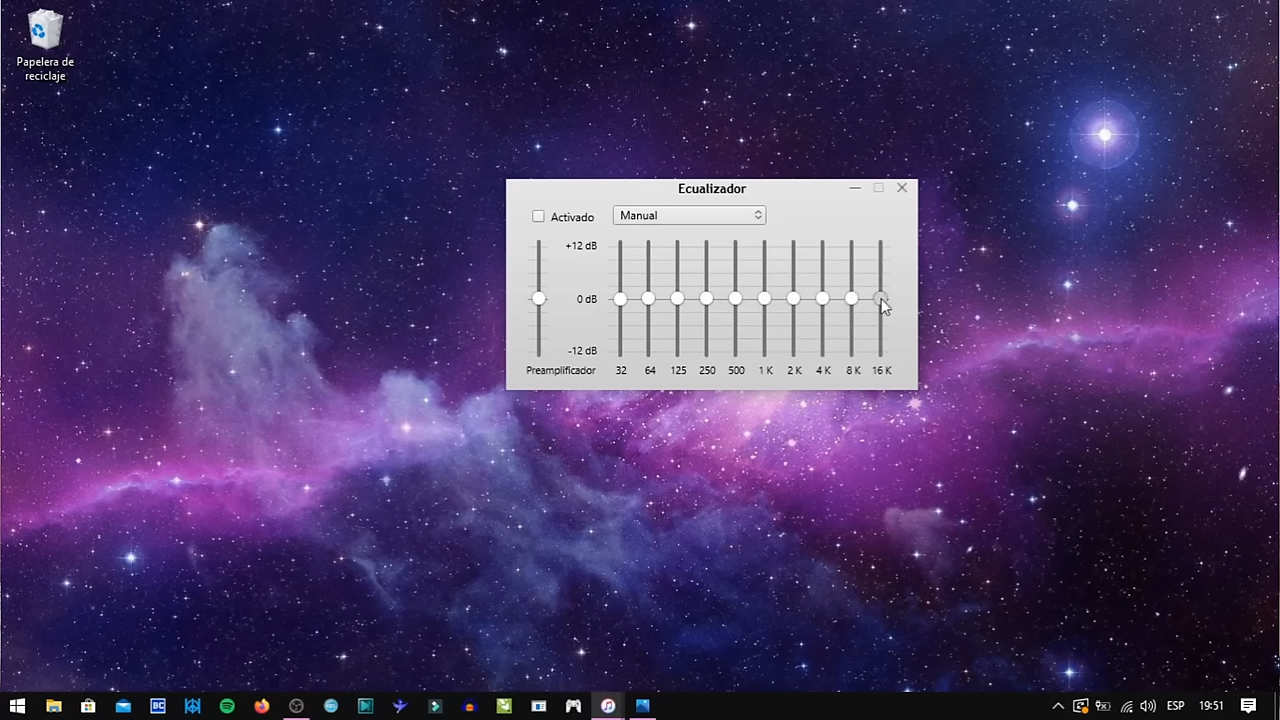 Papelera de
reciclaje
Ecualizador
Activado
Manual
+12 dB
0 dB
-12 dB
Preamplificador 32 64 125 250 500 1 K 2 K 4 K 8 K 16 K
BC
ESP 19:51